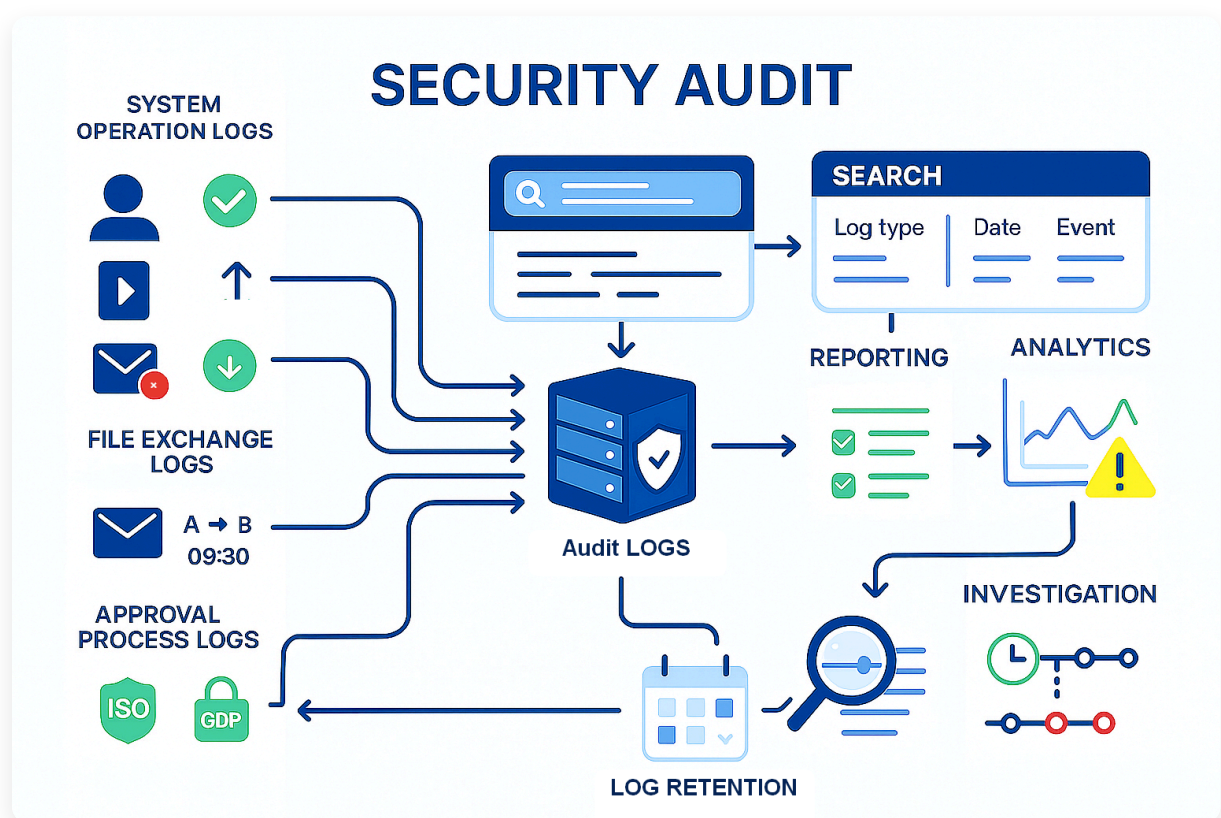 SECURITY AUDIT
SYSTEM
OPERATION LOGS
FILE EXCHANGE
LOGS
A → B
09:30
APPROVAL
PROCESS LOGS
ISO
GDP
SEARCH
Log type
Date
Event
REPORTING
ANALYTICS
Audit LOGS
INVESTIGATION
LOG RETENTION